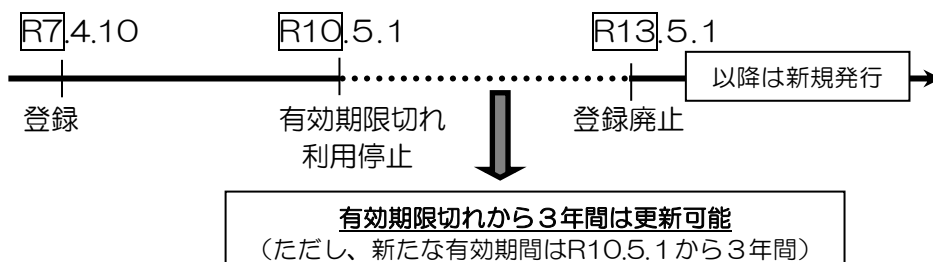 R7.4.10 R10.5.1 R13.5.1
以降は新規発行
登録 有効期限切れ 登録廃止
利用停止
有効期限切れから3年間は更新可能
（ただし、新たな有効期間はR10.5.1から3年間）